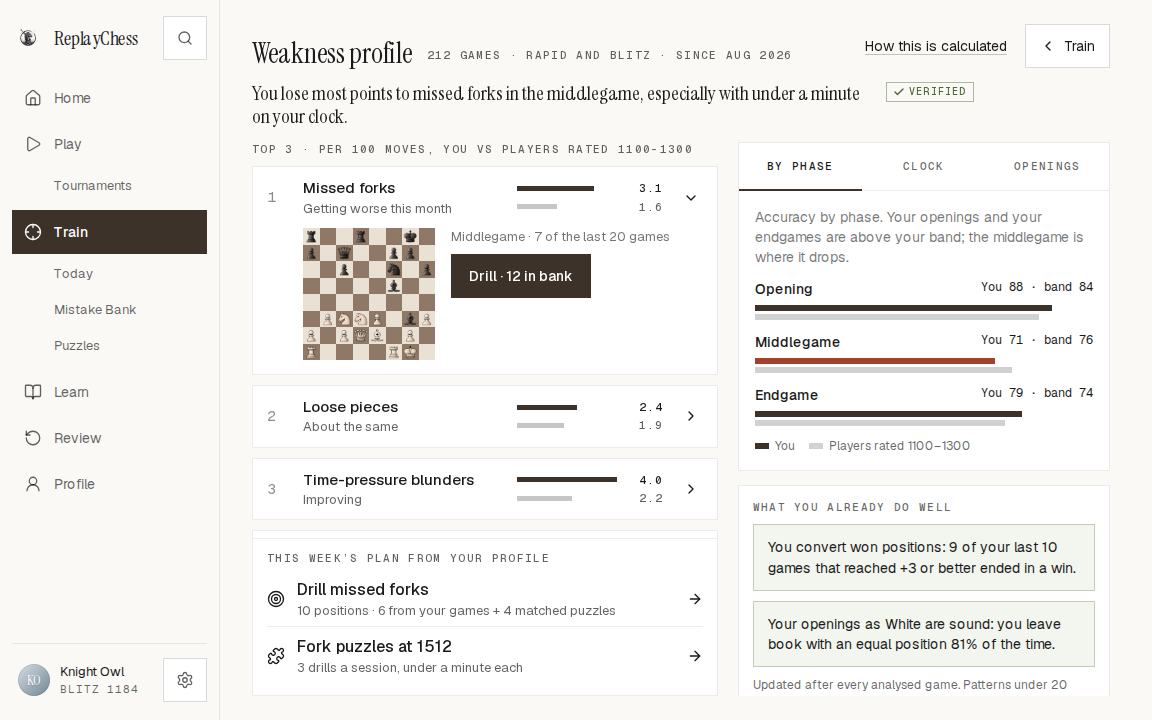 ReplayChess
Home
Play
Tournaments
Train
Today
Mistake Bank
Puzzles
Learn
Review
Profile
KO
Knight Owl
BLITZ 1184
Weakness profile
212 GAMES · RAPID AND BLITZ · SINCE AUG 2026
How this is calculated
Train
You lose most points to missed forks in the middlegame, especially with under a minute
on your clock.
VERIFIED
TOP 3 · PER 100 MOVES, YOU VS PLAYERS RATED 1100-1300
1
Missed forks
Getting worse this month
3.1
1.6
Middlegame · 7 of the last 20 games
Drill · 12 in bank
2
Loose pieces
About the same
2.4
1.9
3
Time-pressure blunders
Improving
4.0
2.2
THIS WEEK'S PLAN FROM YOUR PROFILE
Drill missed forks
10 positions · 6 from your games + 4 matched puzzles
Fork puzzles at 1512
3 drills a session, under a minute each
BY PHASE
CLOCK
OPENINGS
Accuracy by phase. Your openings and your
endgames are above your band; the middlegame is
where it drops.
Opening
You 88 · band 84
Middlegame
You 71 · band 76
Endgame
You 79 · band 74
You
Players rated 1100–1300
WHAT YOU ALREADY DO WELL
You convert won positions: 9 of your last 10
games that reached +3 or better ended in a win.
Your openings as White are sound: you leave
book with an equal position 81% of the time.
Updated after every analysed game. Patterns under 20